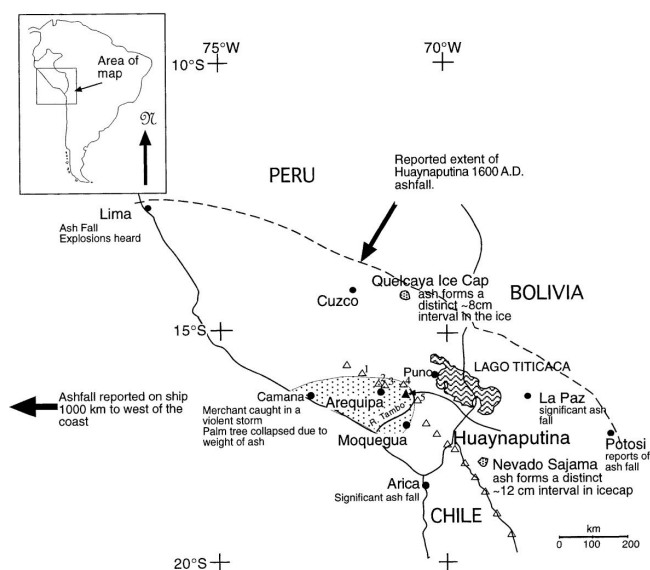 75°W
70°W
10°S
Area of
map
N
PERU
Reported extent of
Huaynaputina 1600 A.D.
ashfall.
Lima
Ash Fall
Explosions heard
Quelcaya Ice Cap
ash forms a
distinct ~8cm
interval in the ice
BOLIVIA
Cuzco
15°S
Puno
LAGO TITICACA
1
2
3
4
5
Ashfall reported on ship
1000 km to west of the
coast
Camana
Merchant caught in a
violent storm
Palm tree collapsed due to
weight of ash
Arequipa
R. Tambo
Moquegua
La Paz
significant ash
fall
Huaynaputina
Potosi
reports of
ash fall
Nevado Sajama
ash forms a distinct
~12 cm interval in icecap
Arica
Significant ash fall
CHILE
km
0 100 200
20°S